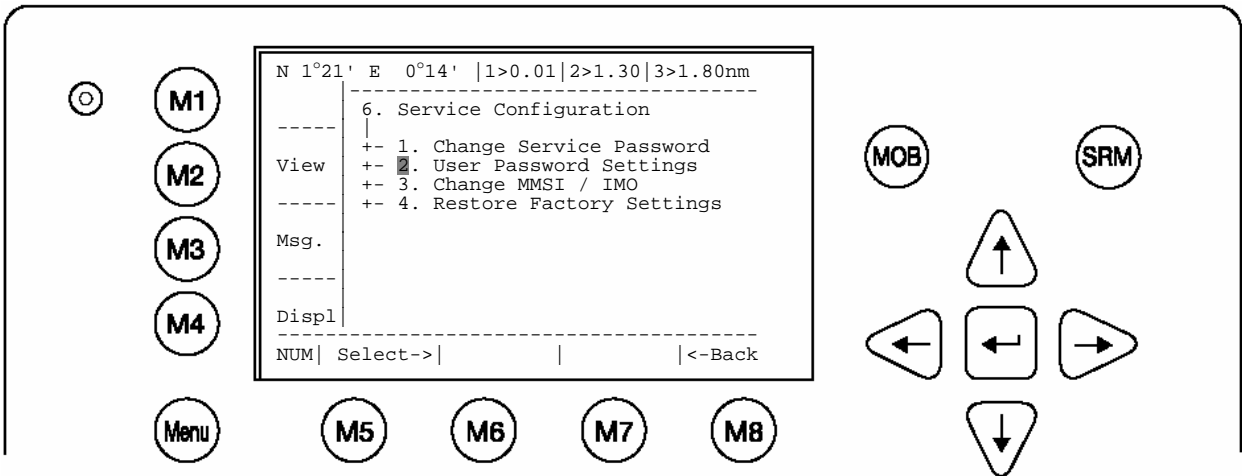 N 1°21' E 0°14' |1>0.01|2>1.30|3>1.80nm
-----------------------------------
M1
6. Service Configuration
-----
+- 1. Change Service Password
View +- 2. User Password Settings
+- 3. Change MMSI / IMO
----- +- 4. Restore Factory Settings
M2
MOB
SRM
Msg.
M3
-----
Displ
M4
-----------------------------------------
NUM| Select->| | |<-Back
Menu
M5
M6
M7
M8